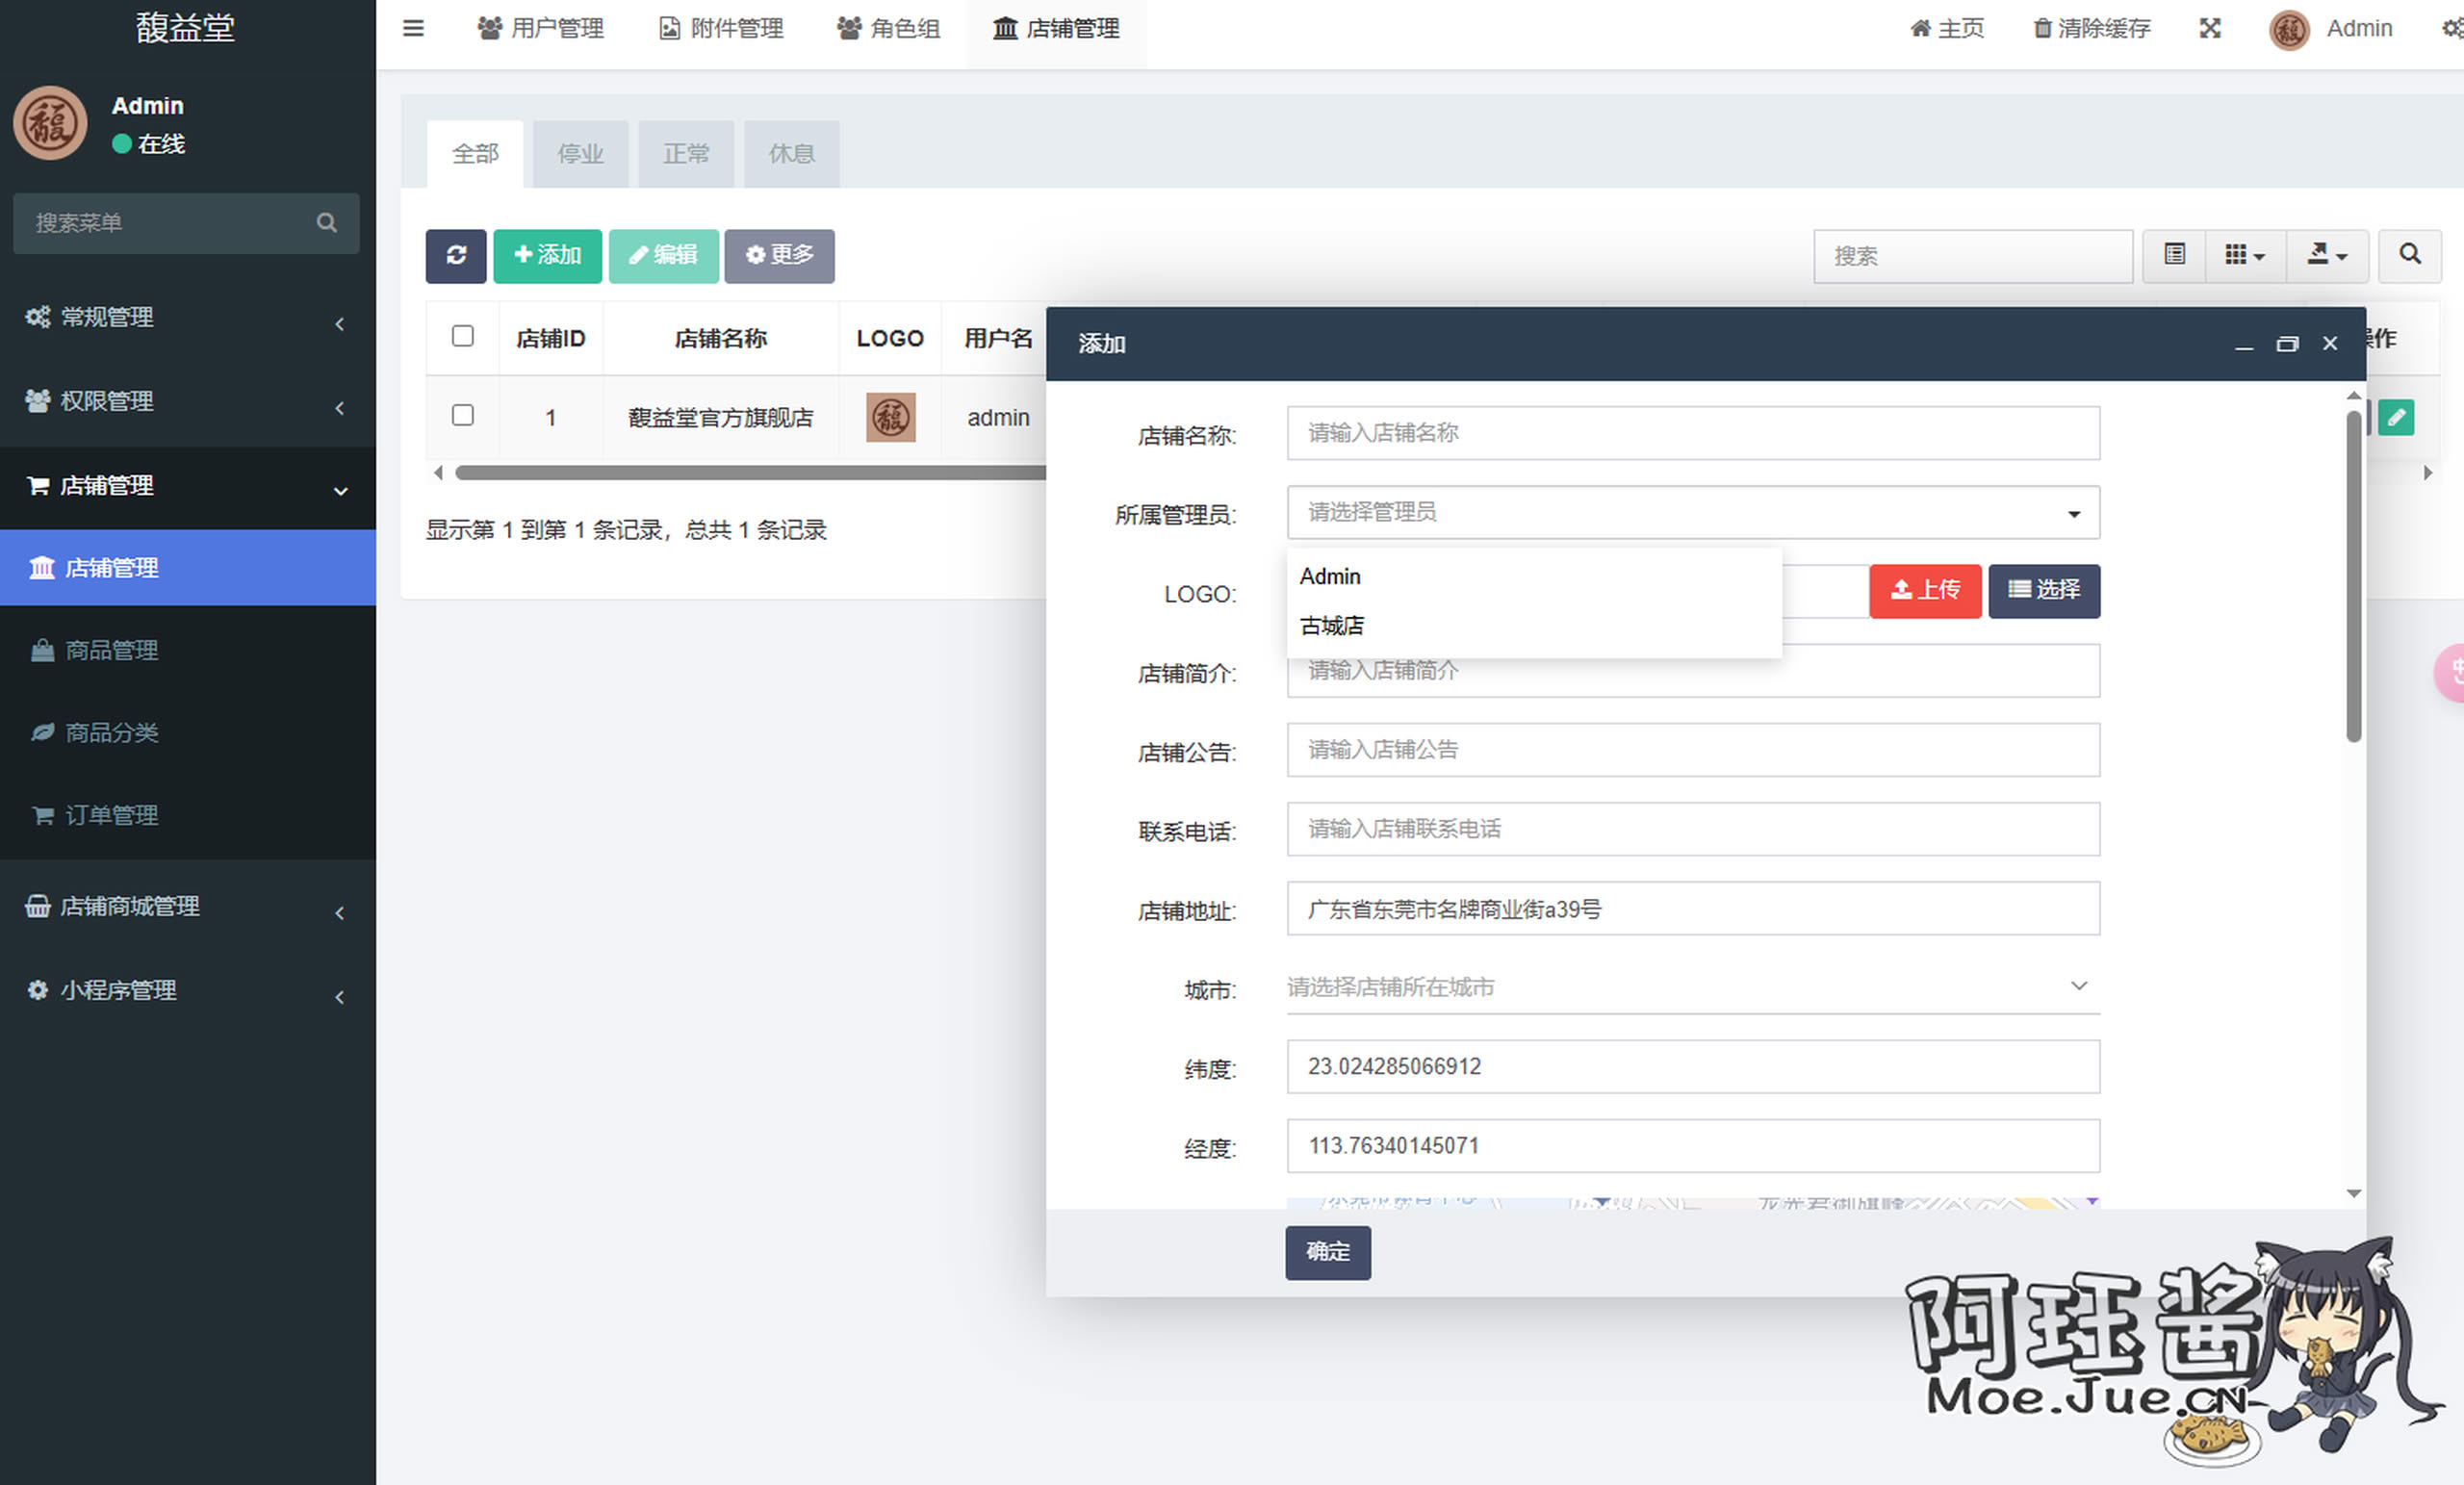 馥益堂
用户管理
附件管理
角色组
店铺管理
主页
清除缓存
Admin
Admin
在线
搜索菜单
常规管理
权限管理
店铺管理
店铺管理
商品管理
商品分类
订单管理
店铺商城管理
小程序管理
全部
停业
正常
休息
添加
编辑
更多
搜索
店铺ID
店铺名称
LOGO
用户名
操作
1
馥益堂官方旗舰店
馥
admin
显示第 1 到第 1 条记录，总共 1 条记录
添加
店铺名称:
请输入店铺名称
所属管理员:
请选择管理员
Admin
古城店
LOGO:
上传
选择
店铺简介:
请输入店铺简介
店铺公告:
请输入店铺公告
联系电话:
请输入店铺联系电话
店铺地址:
广东省东莞市名牌商业街a39号
城市:
请选择店铺所在城市
纬度:
23.024285066912
经度:
113.76340145071
确定
阿珏酱
Moe.Jue.CN